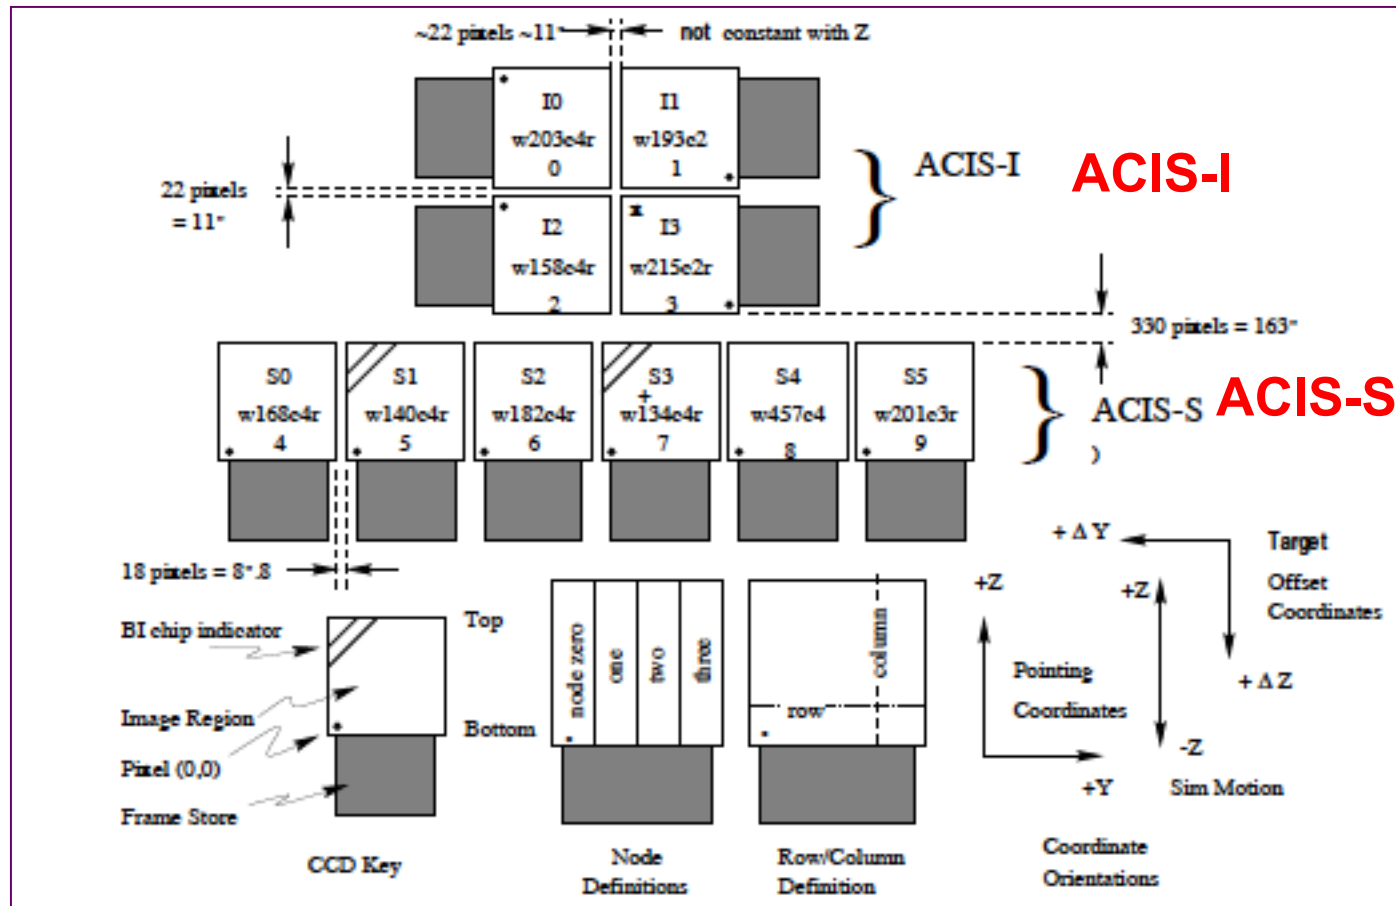 ~22 pixels ~11" not constant with Z
I0
w203c4r
0
I1
w193c2
1
ACIS-I
ACIS-I
22 pixels
= 11"
I2
w158c4r
2
x
I3
w215c2r
3
330 pixels = 163"
S0
w168c4r
4
S1
w140c4r
5
S2
w182c4r
6
S3
+
w134c4r
7
S4
w457c4
8
S5
w201c3r
9
ACIS-S
ACIS-S
)
18 pixels = 8".8
BI chip indicator
Image Region
Pixel (0,0)
Frame Store
Top
Bottom
CCD Key
node zero
one
two
three
Node
Definitions
column
row
Row/Column
Definition
+ Δ Y
Target
Offset
Coordinates
+ Δ Z
+Z
+Z
Pointing
Coordinates
-Z
+Y
Sim Motion
Coordinate
Orientations